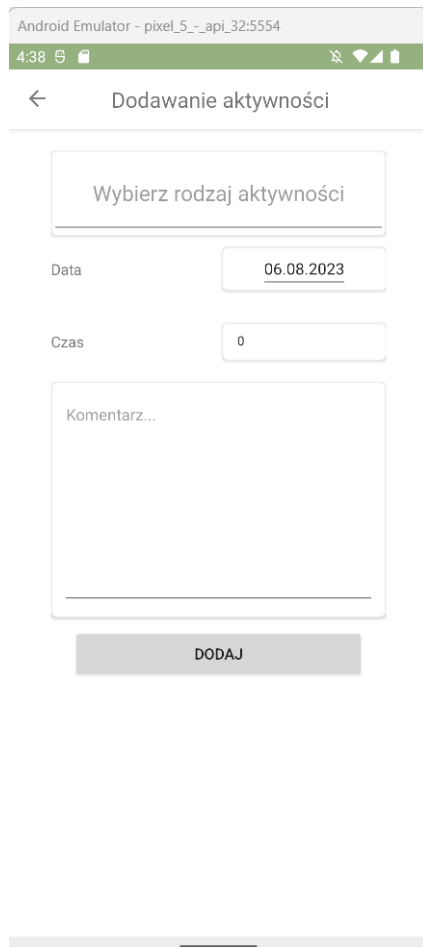 Android Emulator - pixel_5_-_api_32:5554
4:38
Dodawanie aktywności
Wybierz rodzaj aktywności
Data 06.08.2023
Czas 0
Komentarz...
DODAJ